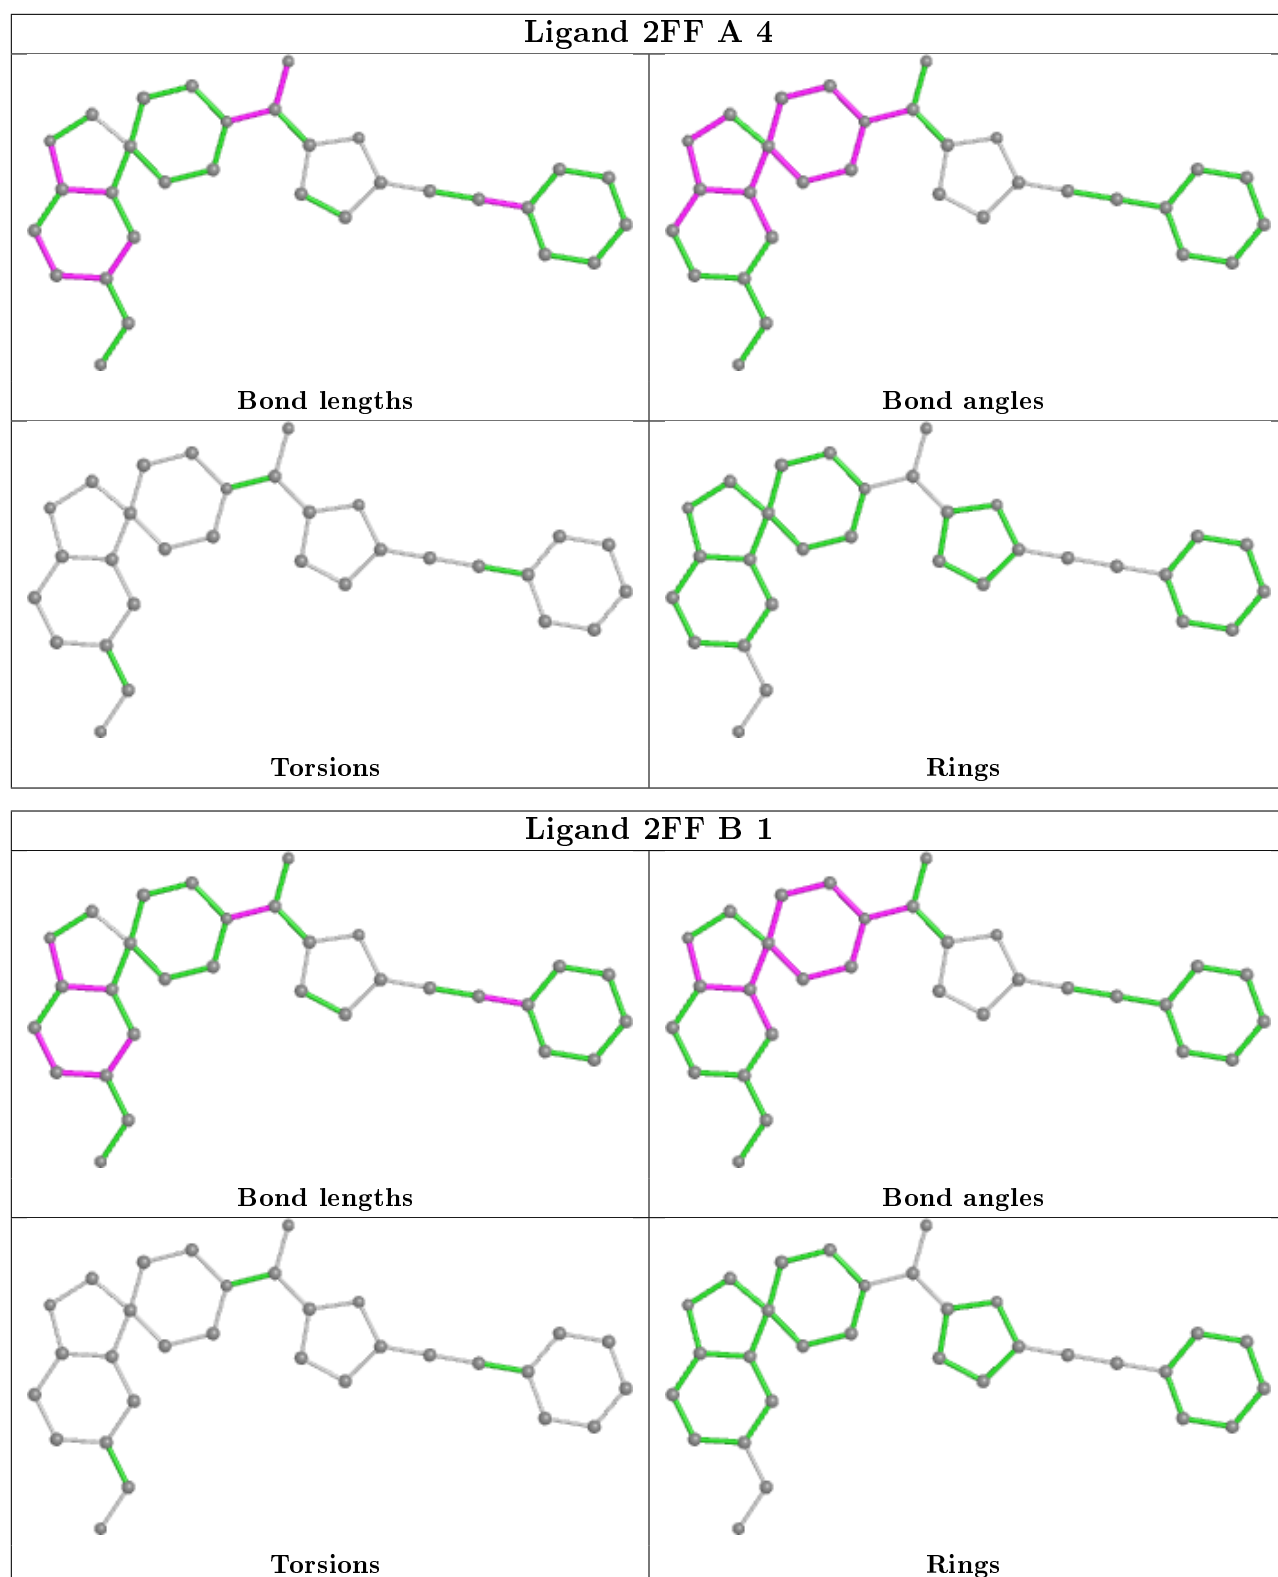 Ligand 2FF A 4
Bond lengths
Bond angles
Torsions
Rings
Ligand 2FF B 1
Bond lengths
Bond angles
Torsions
Rings